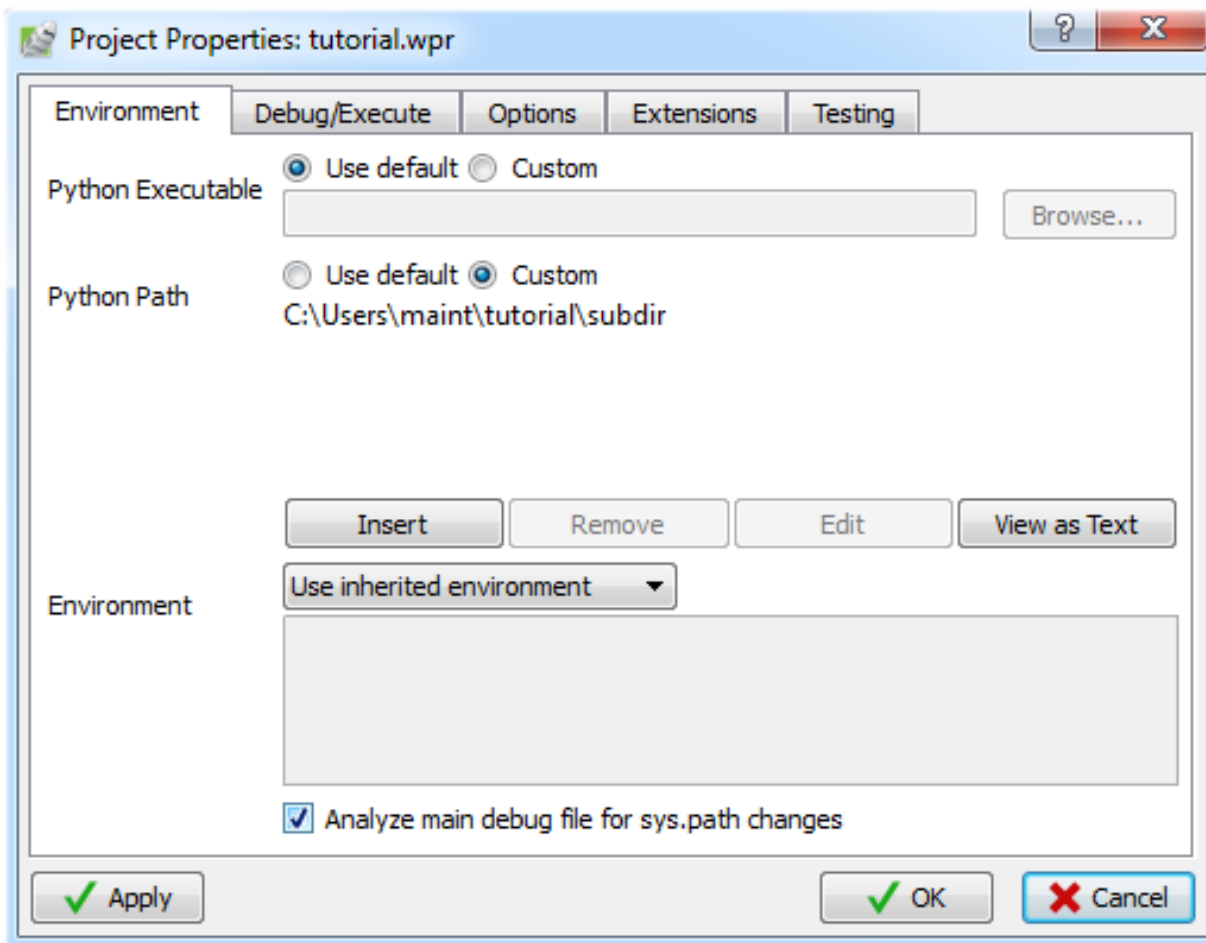 Project Properties: tutorial.wpr
?
Environment Debug/Execute Options Extensions Testing
Python Executable
Use default Custom
Browse...
Python Path
Use default Custom
C:\Users\maint\tutorial\subdir
Insert Remove Edit View as Text
Environment
Use inherited environment
Analyze main debug file for sys.path changes
Apply OK Cancel